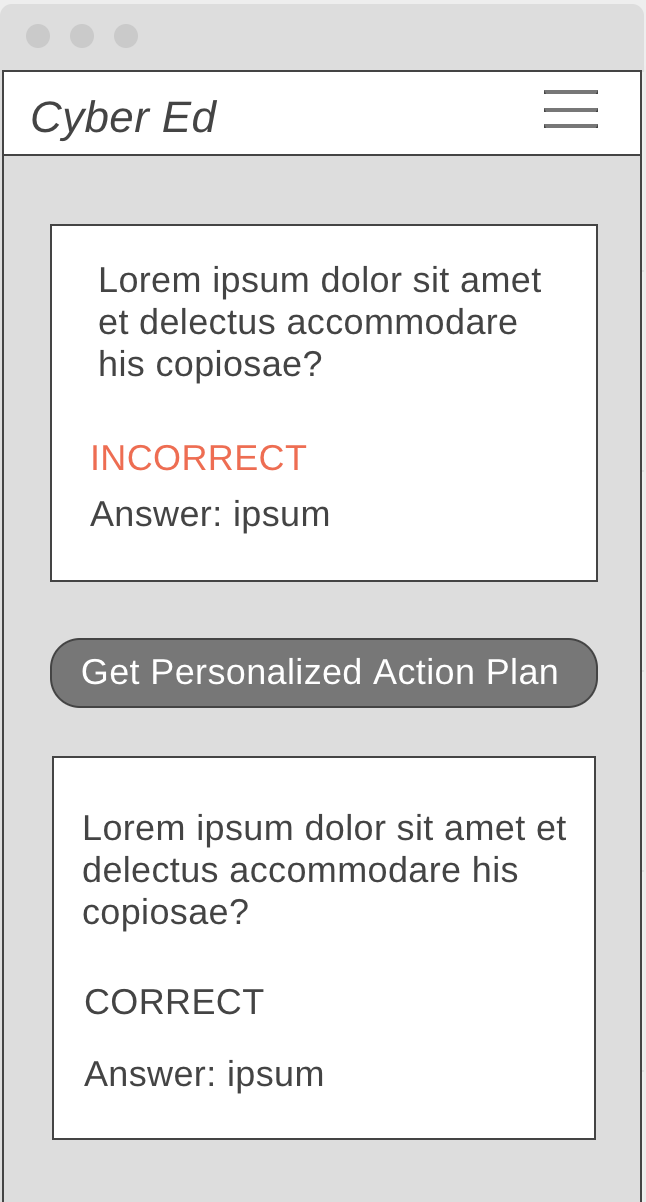 Cyber Ed
Lorem ipsum dolor sit amet
et delectus accommodare
his copiosae?
INCORRECT
Answer: ipsum
Get Personalized Action Plan
Lorem ipsum dolor sit amet et
delectus accommodare his
copiosae?
CORRECT
Answer: ipsum